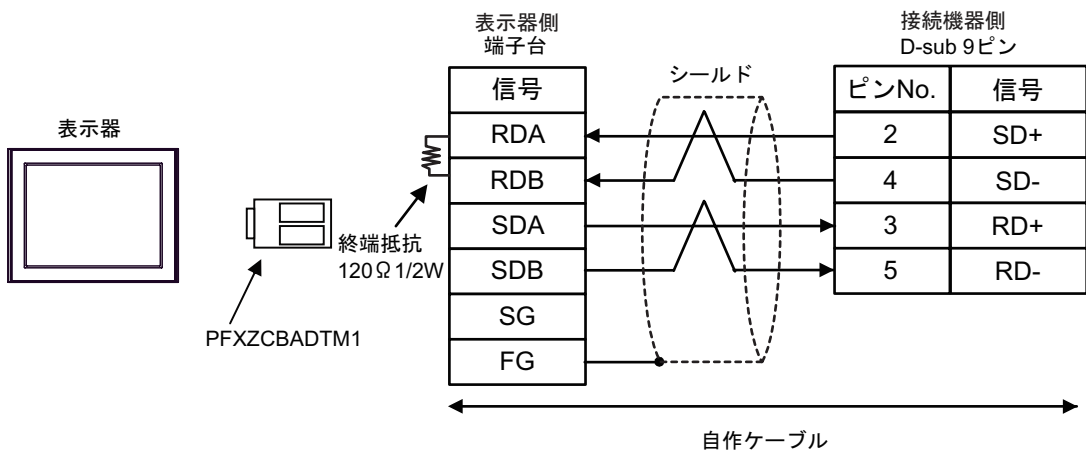 表示器
PFXZCBADTM1
終端抵抗
120Ω1/2W
表示器側
端子台
信号
RDA
RDB
SDA
SDB
SG
FG
シールド
接続機器側
D-sub 9ピン
ピンNo. 信号
2 SD+
4 SD-
3 RD+
5 RD-
自作ケーブル